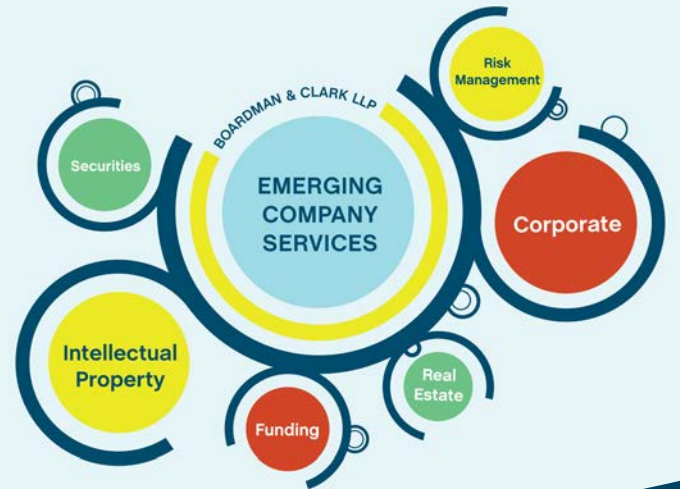 BOARDMAN & CLARK LLP
EMERGING
COMPANY
SERVICES
Risk
Management
Securities
Corporate
Intellectual
Property
Real
Estate
Funding